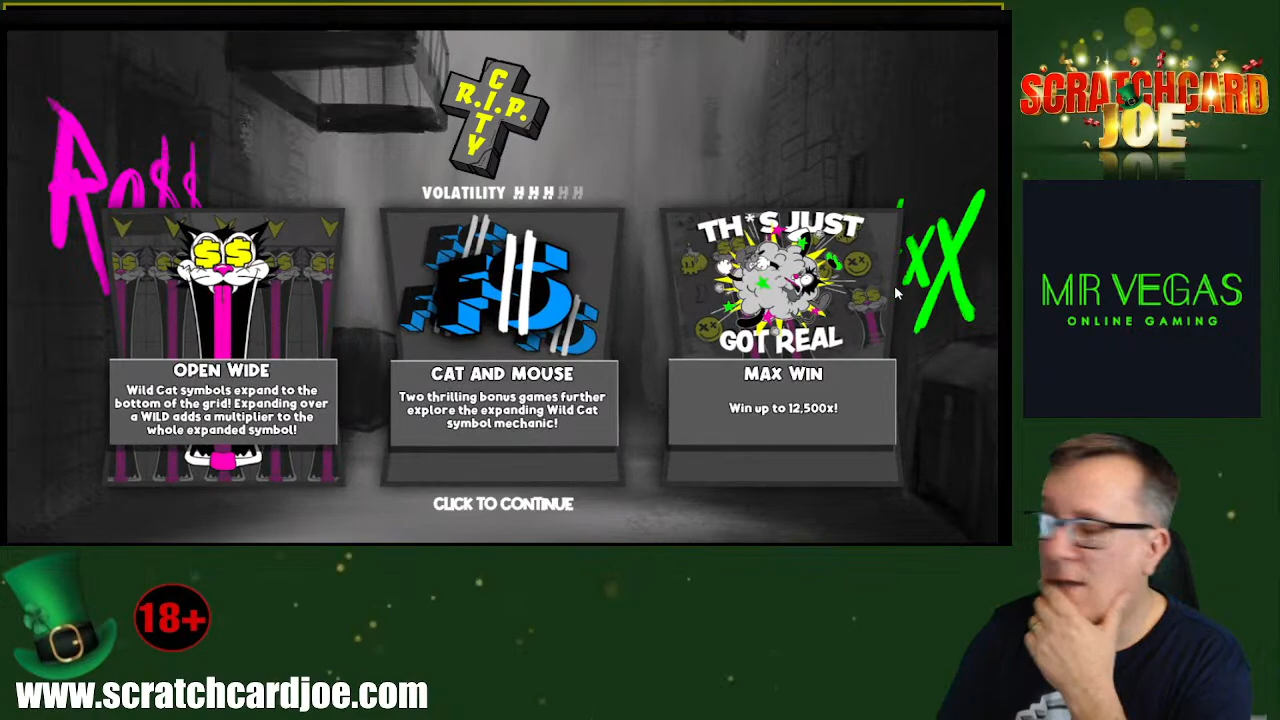 R.I.P.
CITY
VOLATILITY
Ross
xX
TH*S JUST
GOT REAL
$$
FS
OPEN WIDE
Wild Cat symbols expand to the
bottom of the grid! Expanding over
a WILD adds a multiplier to the
whole expanded symbol!
CAT AND MOUSE
Two thrilling bonus games further
explore the expanding Wild Cat
symbol mechanic!
MAX WIN
Win up to 12,500x!
CLICK TO CONTINUE
SCRATCHCARD
JOE
MR VEGAS
ONLINE GAMING
18+
www.scratchcardjoe.com